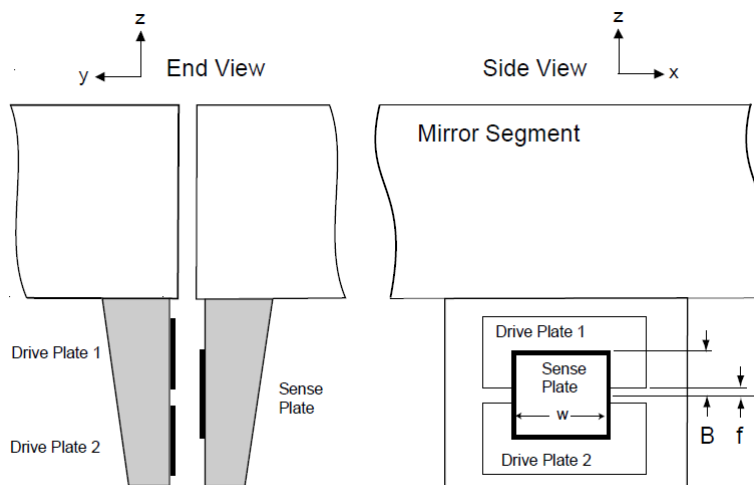 z
y
End View
z
x
Side View
Mirror Segment
Drive Plate 1
Sense
Plate
Drive Plate 2
Drive Plate 1
Sense
Plate
w
Drive Plate 2
B
f